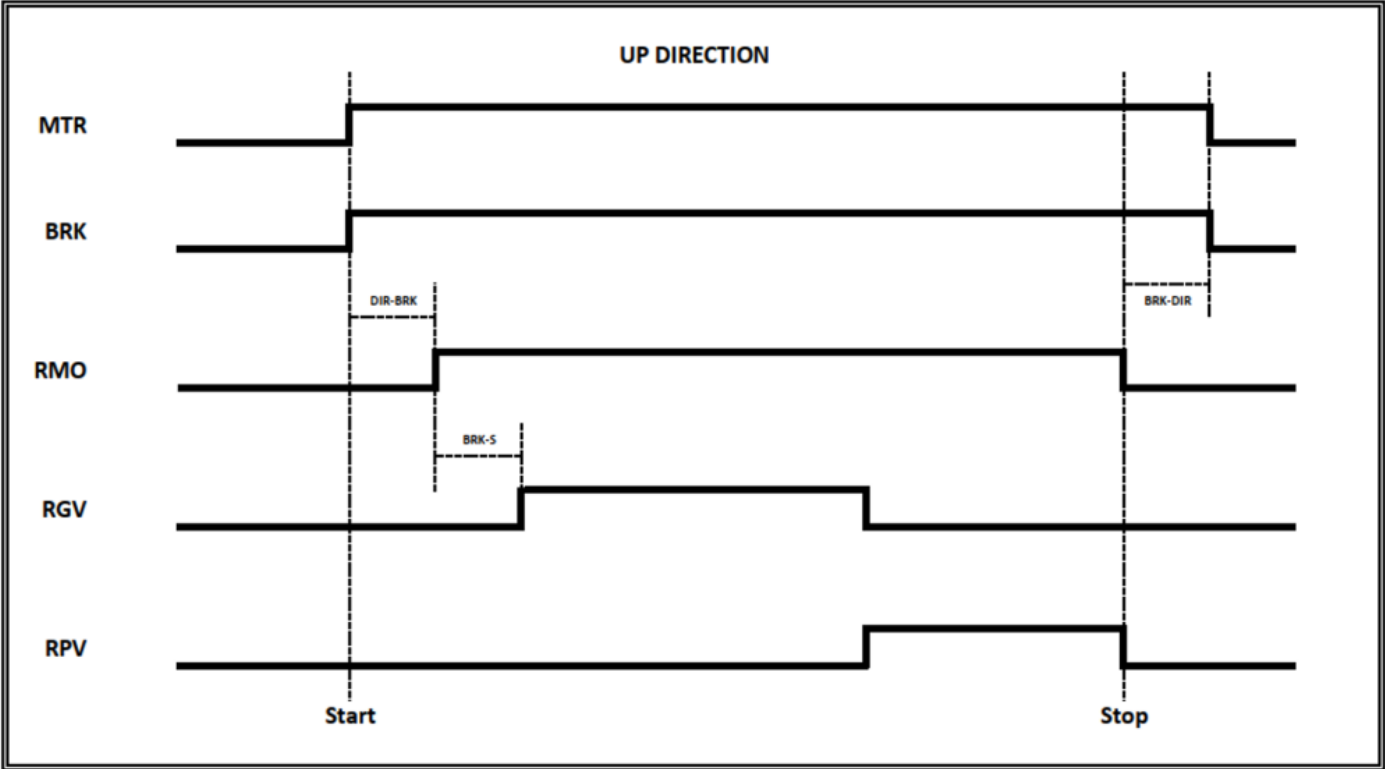 UP DIRECTION
MTR
BRK
DIR-BRK
BRK-DIR
RMO
BRK-S
RGV
RPV
Start
Stop